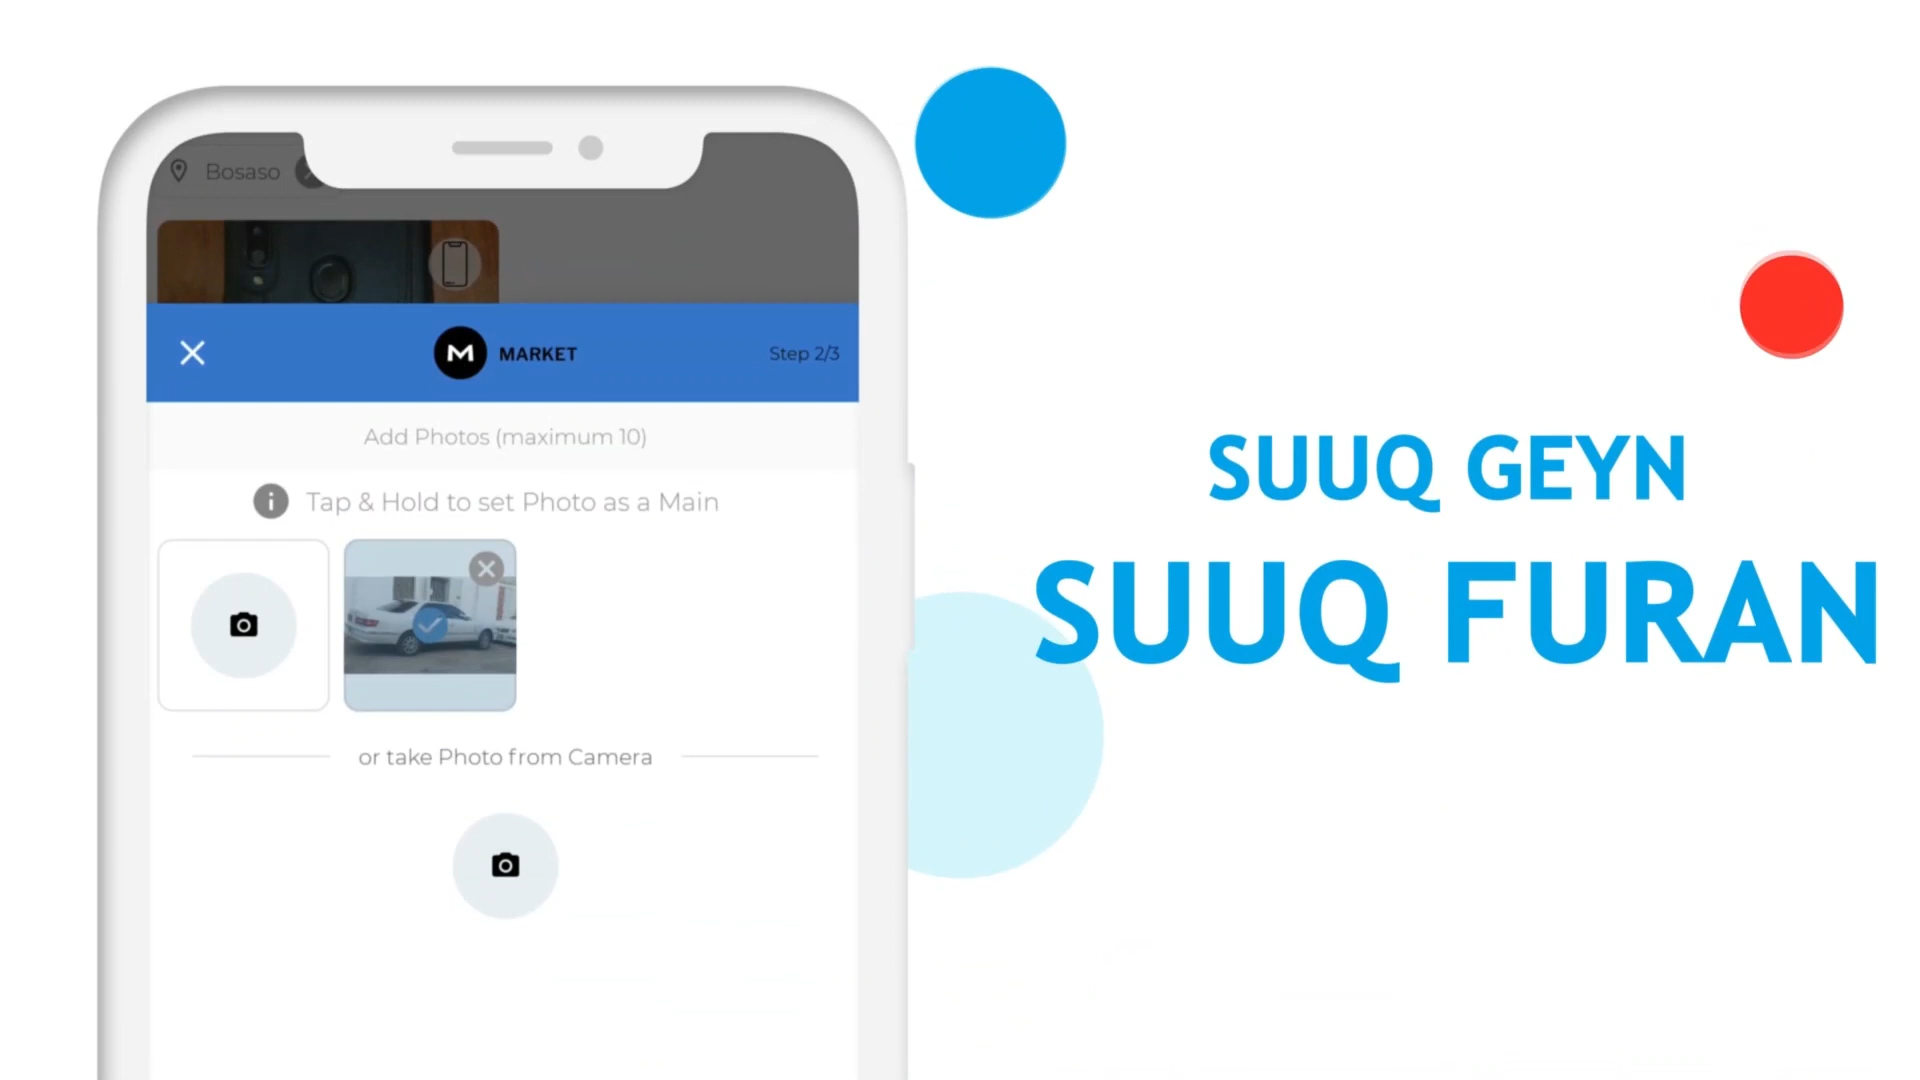 Bosaso
M MARKET
Step 2/3
Add Photos (maximum 10)
i Tap & Hold to set Photo as a Main
or take Photo from Camera
SUUQ GEYN
SUUQ FURAN